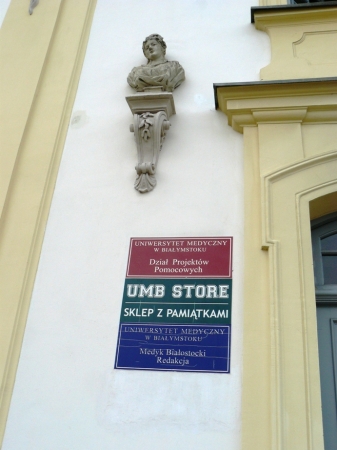 UNIWERSYTET MEDYCZNY
W BIAŁYMSTOKU
Dział Projektów
Pomocowych
UMB STORE
SKLEP Z PAMIĄTKAMI
UNIWERSYTET MEDYCZNY
W BIAŁYMSTOKU
Medyk Białostocki
Redakcja